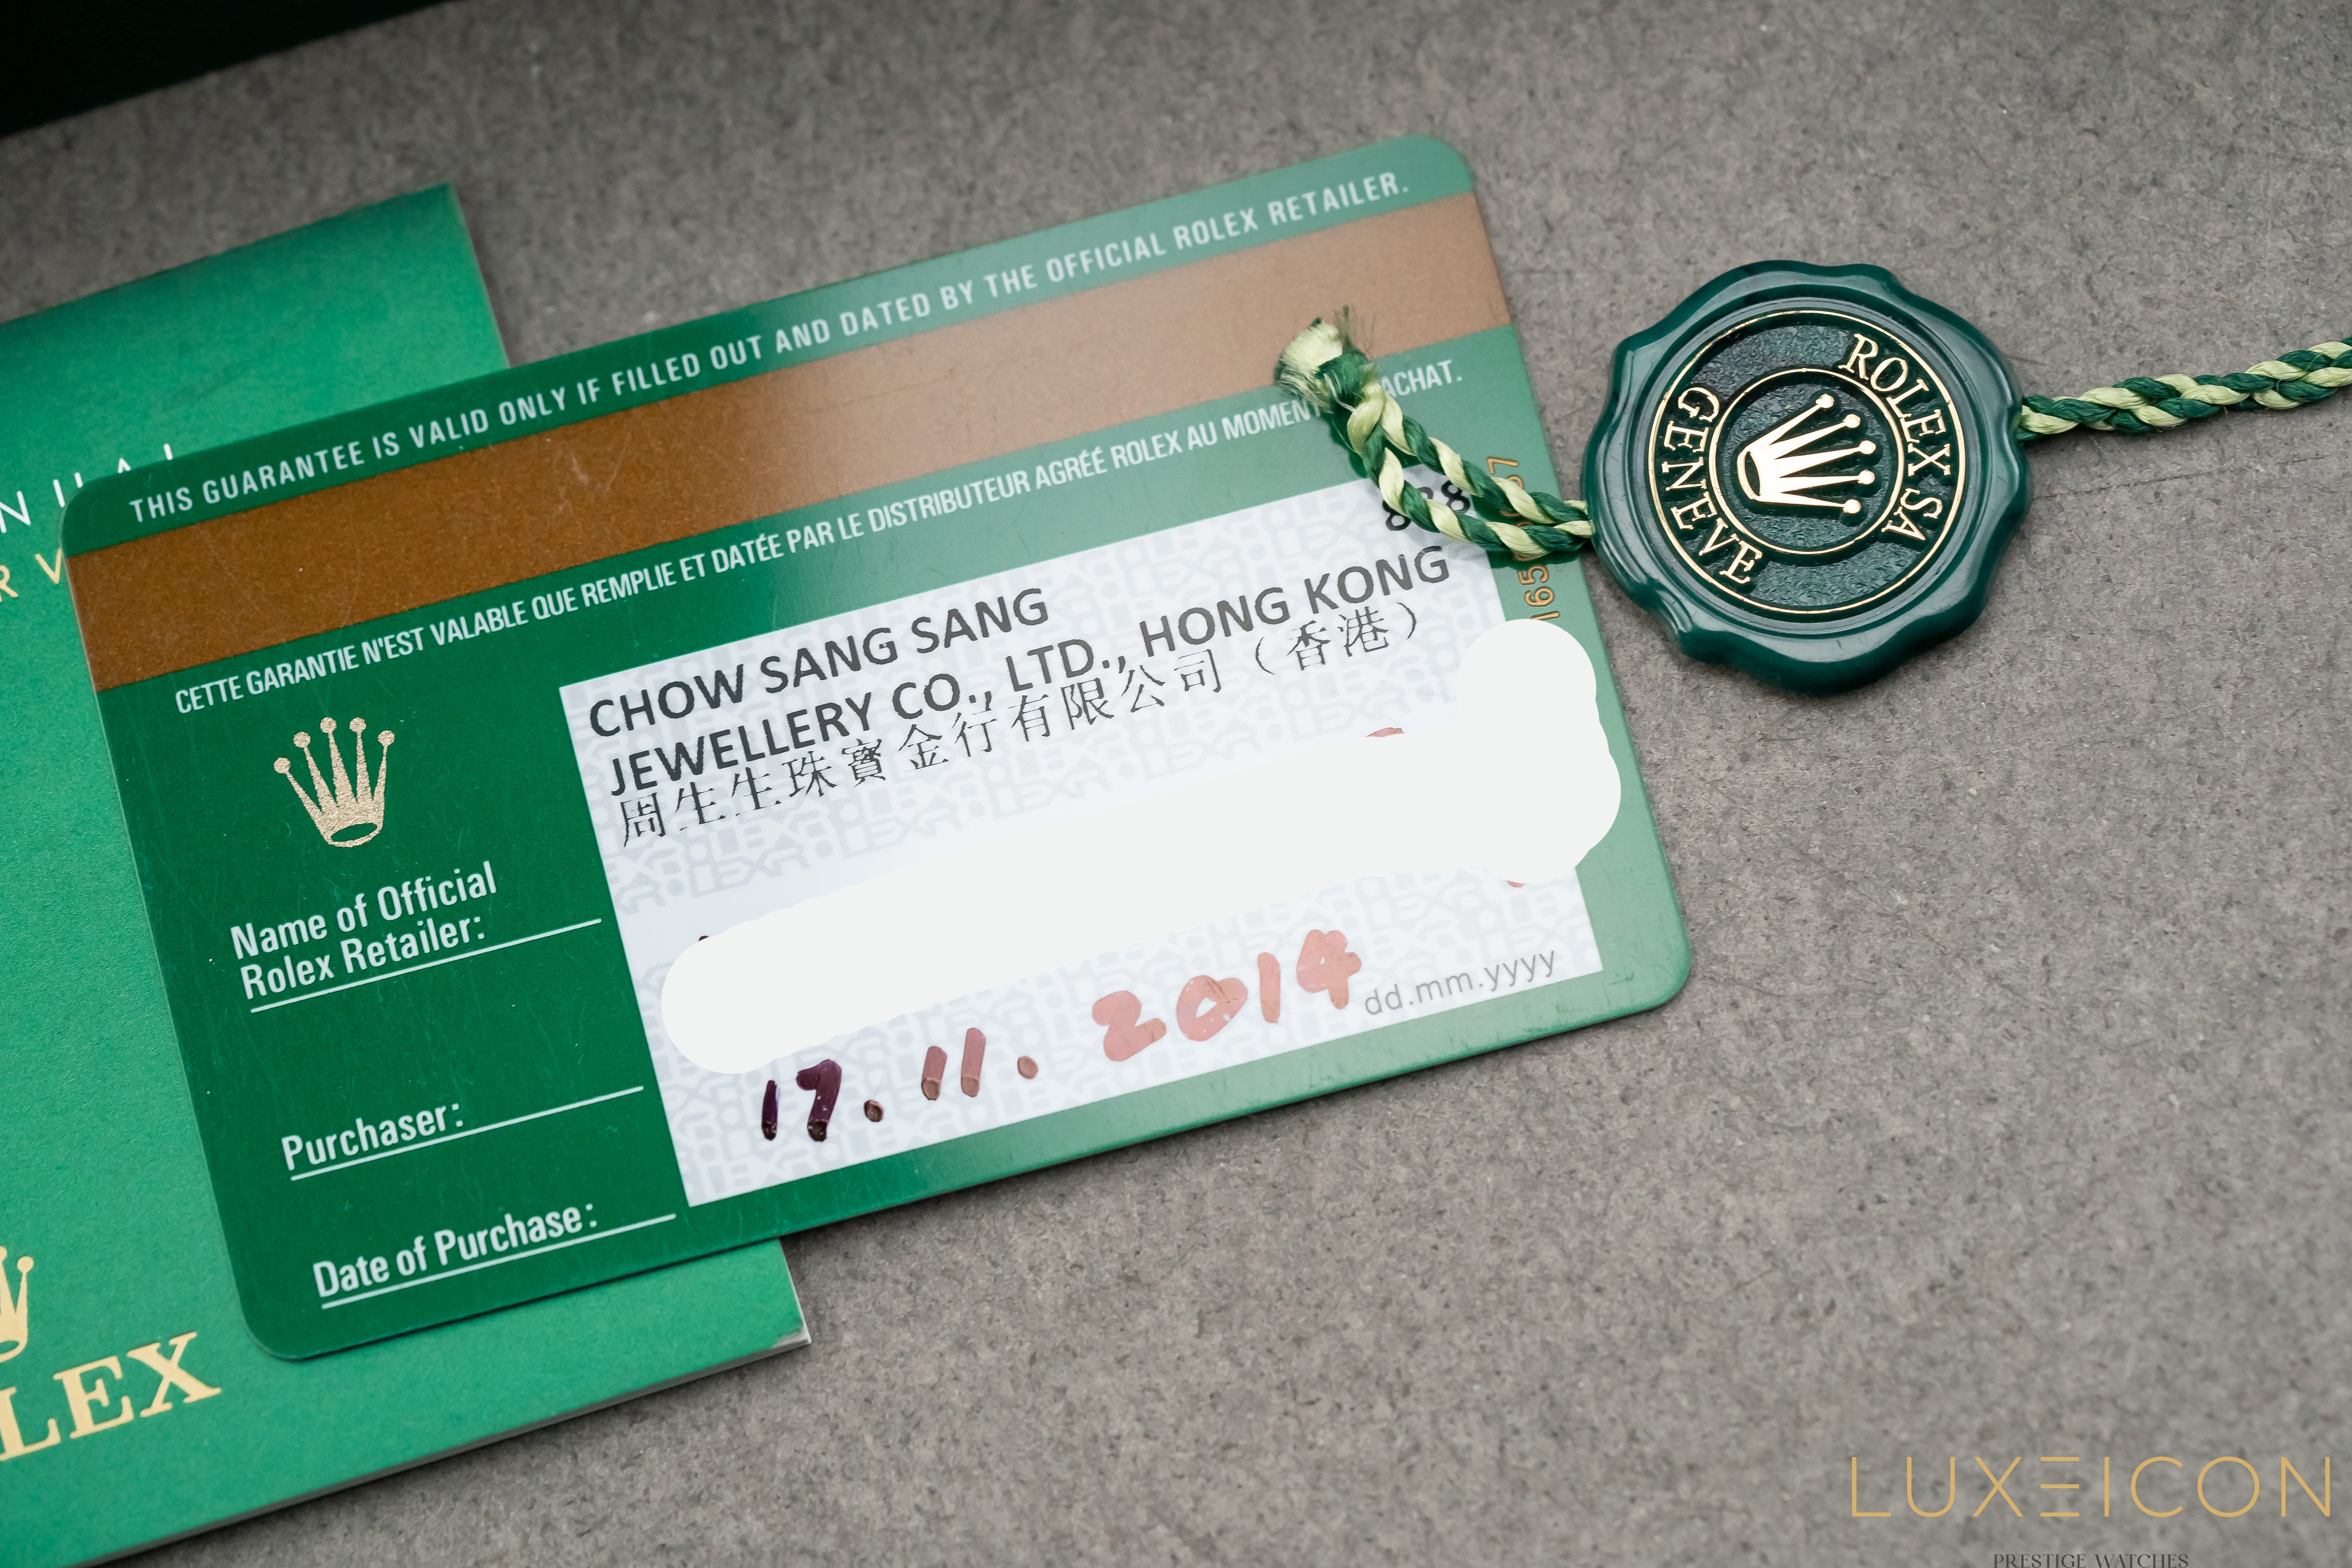 THIS GUARANTEE IS VALID ONLY IF FILLED OUT AND DATED BY THE OFFICIAL ROLEX RETAILER.
CETTE GARANTIE N'EST VALABLE QUE REMPLIE ET DATÉE PAR LE DISTRIBUTEUR AGRÉÉ ROLEX AU MOMENT ACHAT.
CHOW SANG SANG
JEWELLERY CO., LTD., HONG KONG
周生生珠寶金行有限公司（香港）
Name of Official
Rolex Retailer:
Purchaser:
Date of Purchase:
17.11.2014
dd.mm.yyyy
ROLEX SA
GENEVE
LEX
LUXEICON
PRESTIGE WATCHES